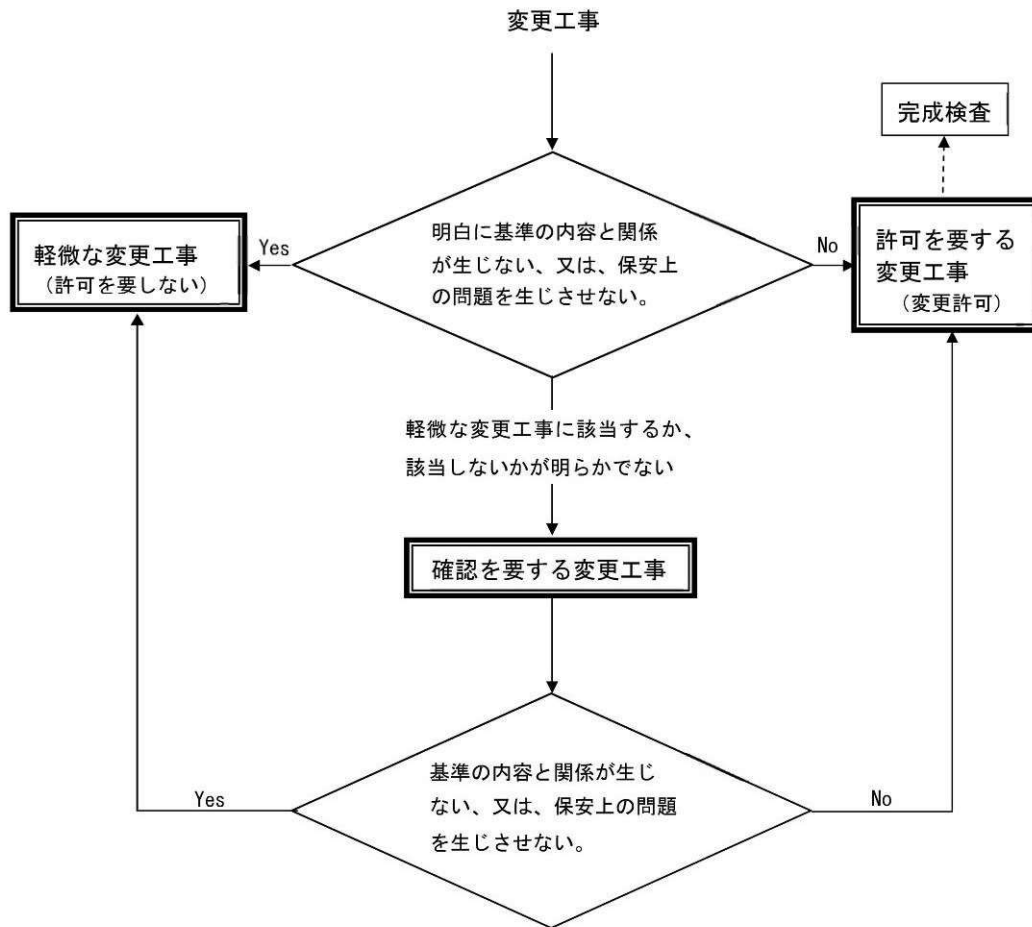 変更工事
完成検査
明白に基準の内容と関係
が生じない、又は、保安上
の問題を生じさせない。
Yes
No
軽微な変更工事
（許可を要しない）
許可を要する
変更工事
（変更許可）
軽微な変更工事に該当するか、
該当しないかが明らかでない
確認を要する変更工事
基準の内容と関係が生じ
ない、又は、保安上の問題
を生じさせない。
Yes
No